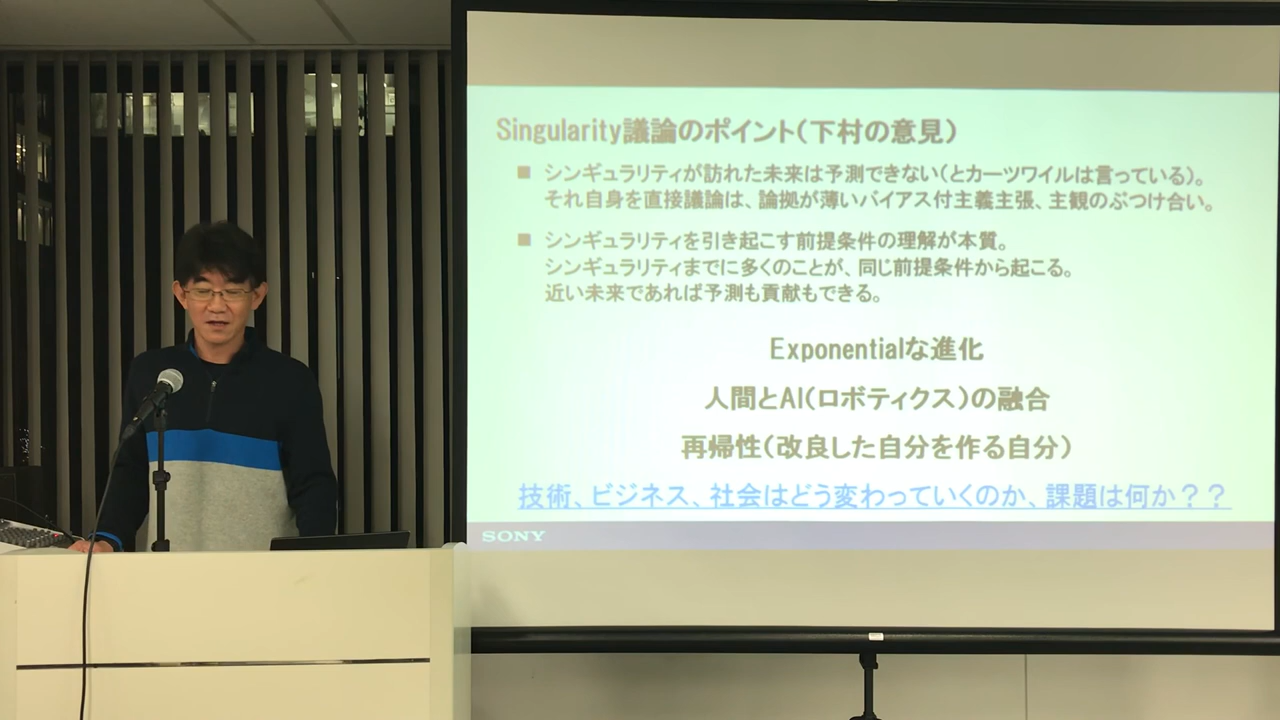 Singularity議論のポイント(下村の意見)
■ シンギュラリティが訪れた未来は予測できない(とカーツワイルは言っている)。
それ自身を直接議論は、論拠が薄いバイアス付主義主張、主観のぶつけ合い。
■ シンギュラリティを引き起こす前提条件の理解が本質。
シンギュラリティまでに多くのことが、同じ前提条件から起こる。
近い未来であれば予測も貢献もできる。
Exponentialな進化
人間とAI(ロボティクス)の融合
再帰性(改良した自分を作る自分)
技術、ビジネス、社会はどう変わっていくのか、課題は何か??
SONY